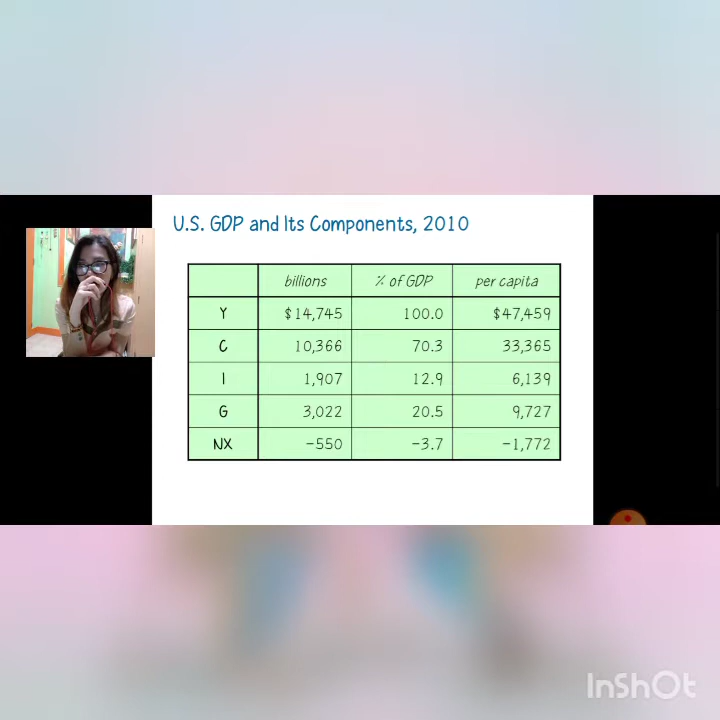 U.S. GDP and Its Components, 2010
billions % of GDP per capita
Y $14,745 100.0 $47,459
C 10,366 70.3 33,365
I 1,907 12.9 6,139
G 3,022 20.5 9,727
NX −550 −3.7 −1,772
InShOt